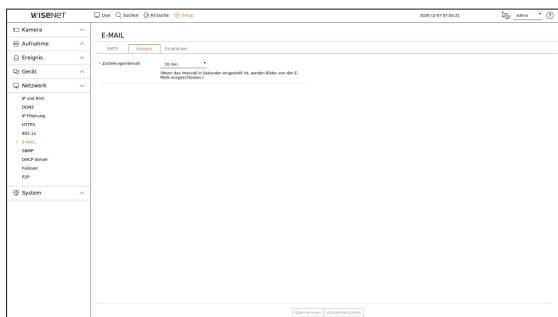 WISENET
Live Suchen KI-Suche Setup 2020-12-07 07:03:21 admin
Kamera
Aufnahme
Ereignis
Gerät
Netzwerk
IP und Port
DDNS
IP Filterung
HTTPS
802.1x
E-MAIL
SNMP
DHCP Server
Failover
P2P
System
E-MAIL
SMTP Ereignis Empfänger
Zustellungsintervall 10 min.
(Wenn das Intervall in Sekunden eingestellt ist, werden Bilder von den E-
Mails ausgeschlossen.)
Übernehmen Wiederherstellen